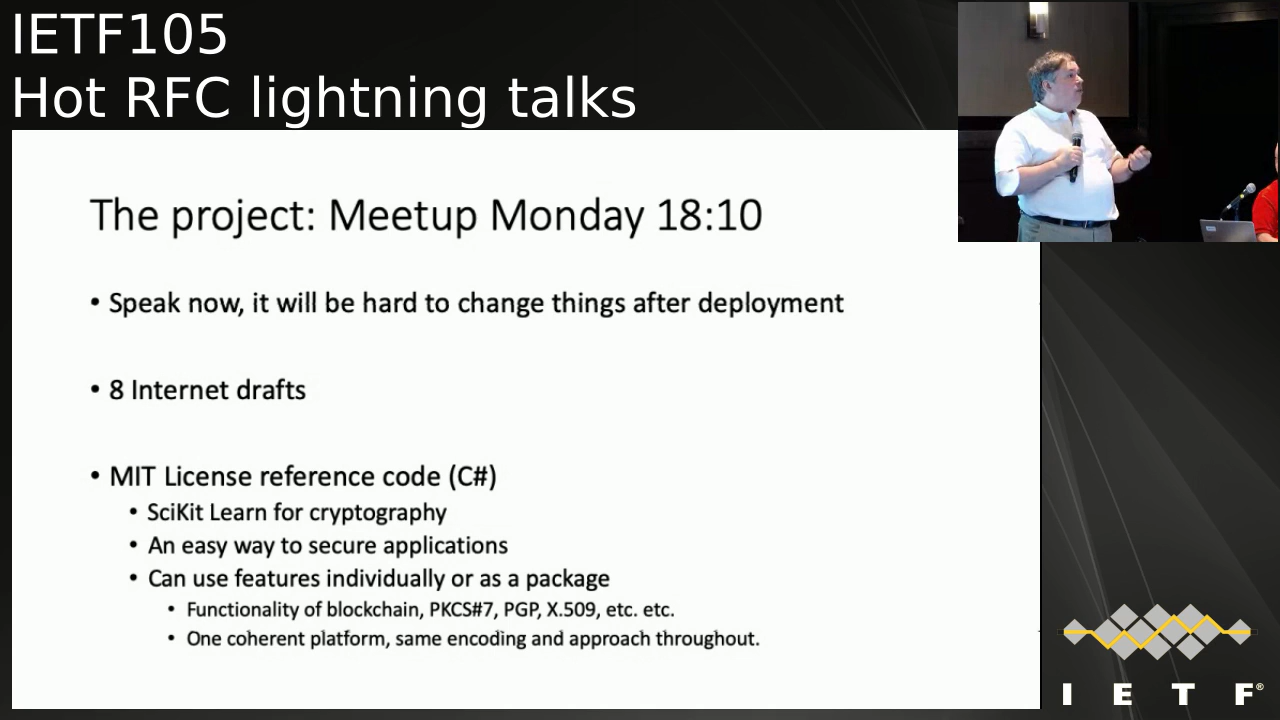 IETF105
Hot RFC lightning talks
The project: Meetup Monday 18:10
• Speak now, it will be hard to change things after deployment
• 8 Internet drafts
• MIT License reference code (C#)
• SciKit Learn for cryptography
• An easy way to secure applications
• Can use features individually or as a package
• Functionality of blockchain, PKCS#7, PGP, X.509, etc. etc.
• One coherent platform, same encoding and approach throughout.
I E T F®